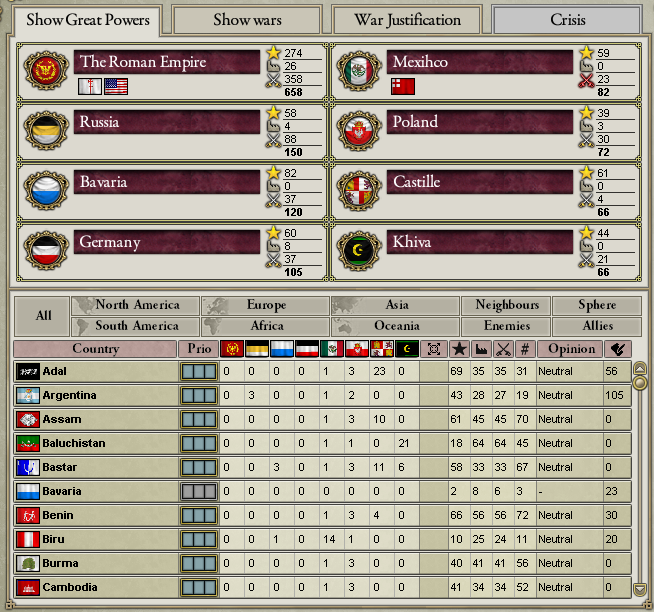 Show Great Powers Show wars War Justification Crisis
The Roman Empire 274 26 358 658
Mexihco 59 0 23 82
Russia 58 4 88 150
Poland 39 3 30 72
Bavaria 82 0 37 120
Castille 61 0 4 66
Germany 60 8 37 105
Khiva 44 0 21 66
All North America Europe Asia Neighbours Sphere
South America Africa Oceania Enemies Allies
Country Prio # Opinion
Adal 0 0 0 0 1 3 23 0 69 35 35 31 Neutral 56
Argentina 0 3 0 0 1 2 0 0 43 28 27 19 Neutral 105
Assam 0 0 0 0 1 3 10 0 61 45 45 70 Neutral 0
Baluchistan 0 0 0 0 1 1 0 21 18 64 64 45 Neutral 0
Bastar 0 0 3 0 1 3 11 6 58 33 33 67 Neutral 0
Bavaria 0 0 0 0 0 0 0 0 2 8 6 3 - 23
Benin 0 0 0 0 1 3 4 0 66 56 56 72 Neutral 30
Biru 0 0 1 0 14 1 0 0 10 25 24 11 Neutral 20
Burma 0 0 0 0 1 3 0 0 40 41 41 56 Neutral 0
Cambodia 0 0 0 0 1 3 0 0 41 34 34 52 Neutral 0